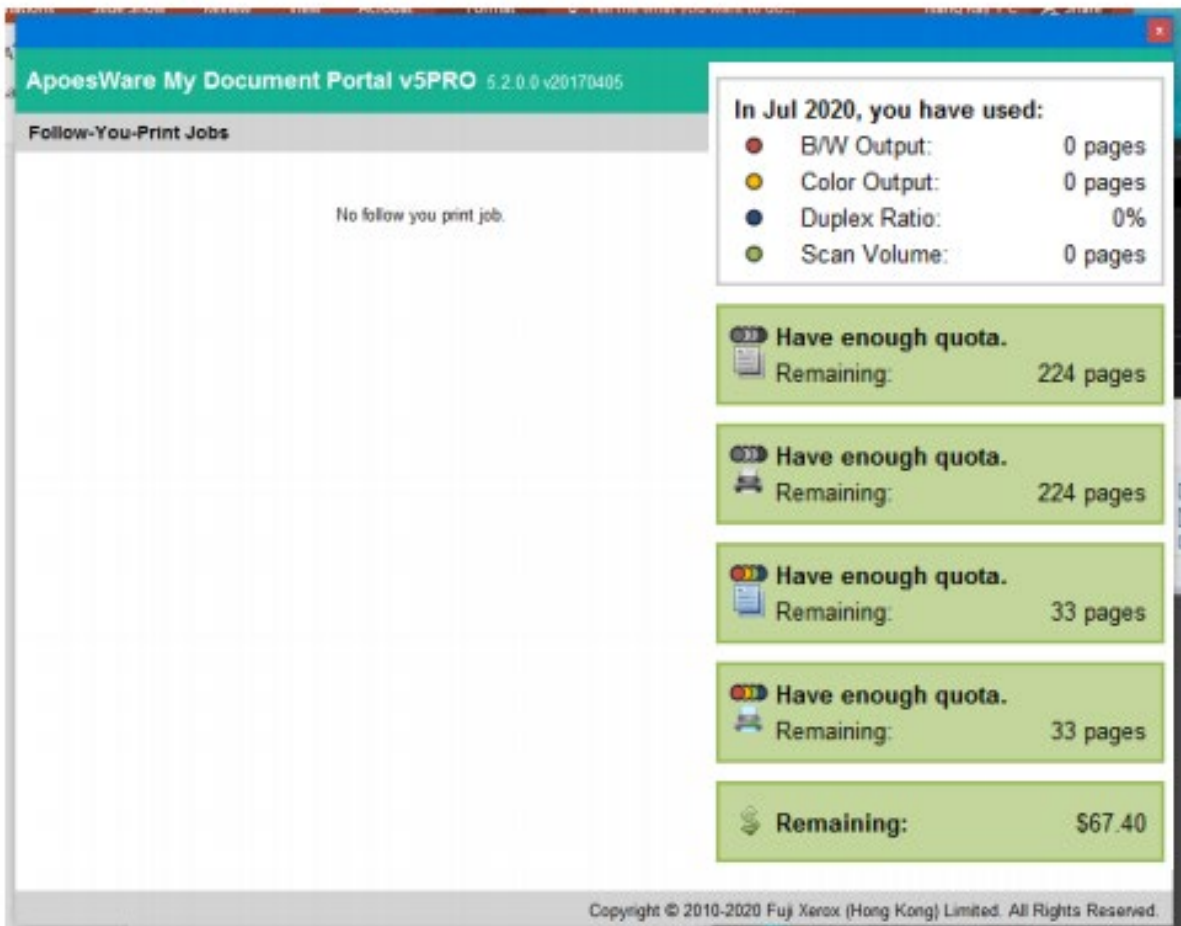 ApoesWare My Document Portal v5PRO 5.2.0.0 v20170405
Follow-You-Print Jobs
No follow you print job.
In Jul 2020, you have used:
B/W Output: 0 pages
Color Output: 0 pages
Duplex Ratio: 0%
Scan Volume: 0 pages
Have enough quota.
Remaining: 224 pages
Have enough quota.
Remaining: 224 pages
Have enough quota.
Remaining: 33 pages
Have enough quota.
Remaining: 33 pages
Remaining: $67.40
Copyright © 2010-2020 Fuji Xerox (Hong Kong) Limited. All Rights Reserved.